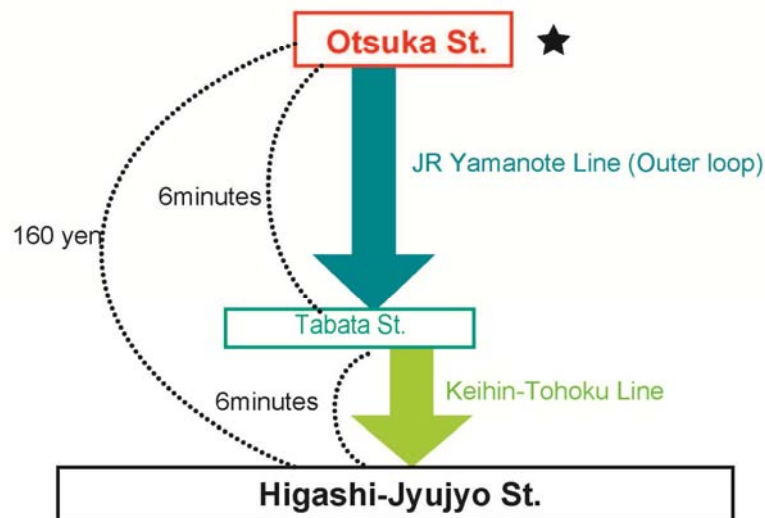 Otsuka St.
JR Yamanote Line (Outer loop)
6minutes
160 yen
Tabata St.
6minutes
Keihin-Tohoku Line
Higashi-Jyujyo St.